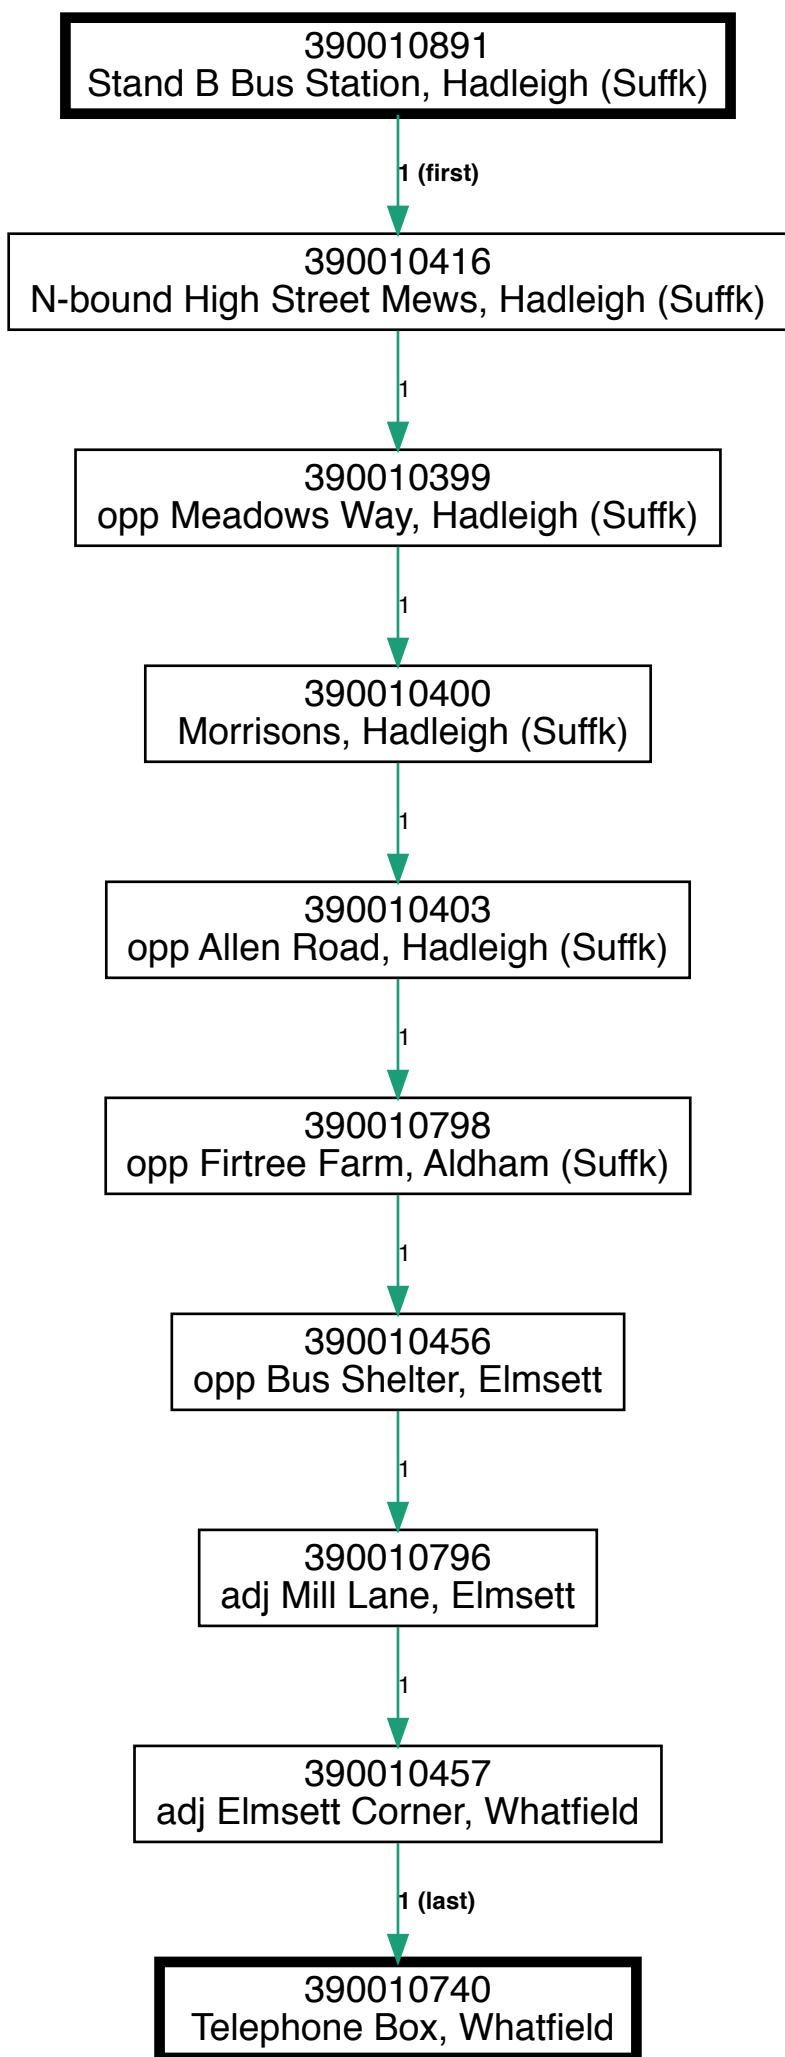 390010891
Stand B Bus Station, Hadleigh (Suffk)
1 (first)
390010416
N-bound High Street Mews, Hadleigh (Suffk)
1
390010399
opp Meadows Way, Hadleigh (Suffk)
1
390010400
Morrisons, Hadleigh (Suffk)
1
390010403
opp Allen Road, Hadleigh (Suffk)
1
390010798
opp Firtree Farm, Aldham (Suffk)
1
390010456
opp Bus Shelter, Elmsett
1
390010796
adj Mill Lane, Elmsett
1
390010457
adj Elmsett Corner, Whatfield
1 (last)
390010740
Telephone Box, Whatfield